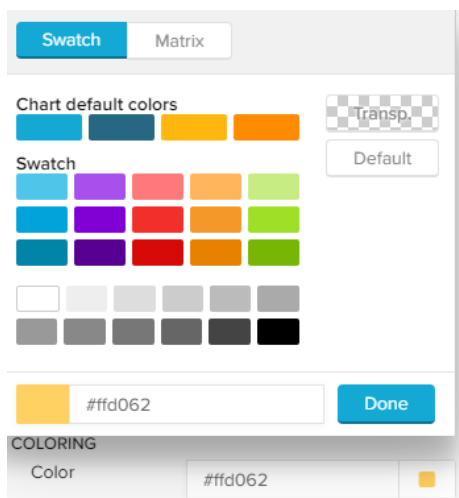 Swatch Matrix
Chart default colors
Transp.
Swatch
Default
#ffd062 Done
COLORING
Color #ffd062